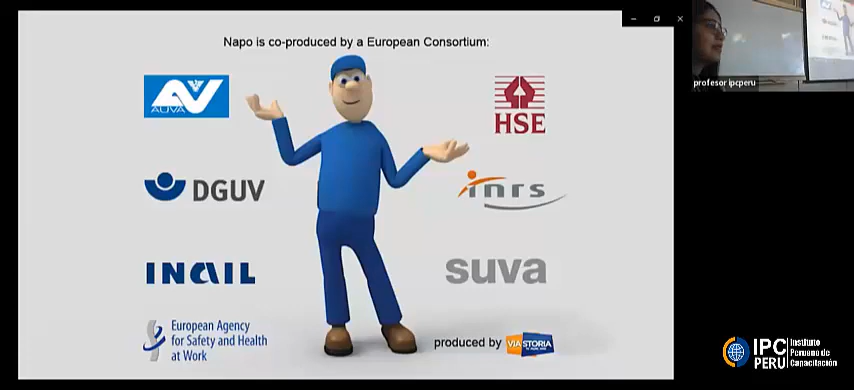 Napo is co-produced by a European Consortium:
AUVA
HSE
DGUV
inrs
INAIL
suva
European Agency
for Safety and Health
at Work
produced by VIA STORIA
profesor ipcperu
IPC
PERU
Instituto
Peruano de
Capacitación